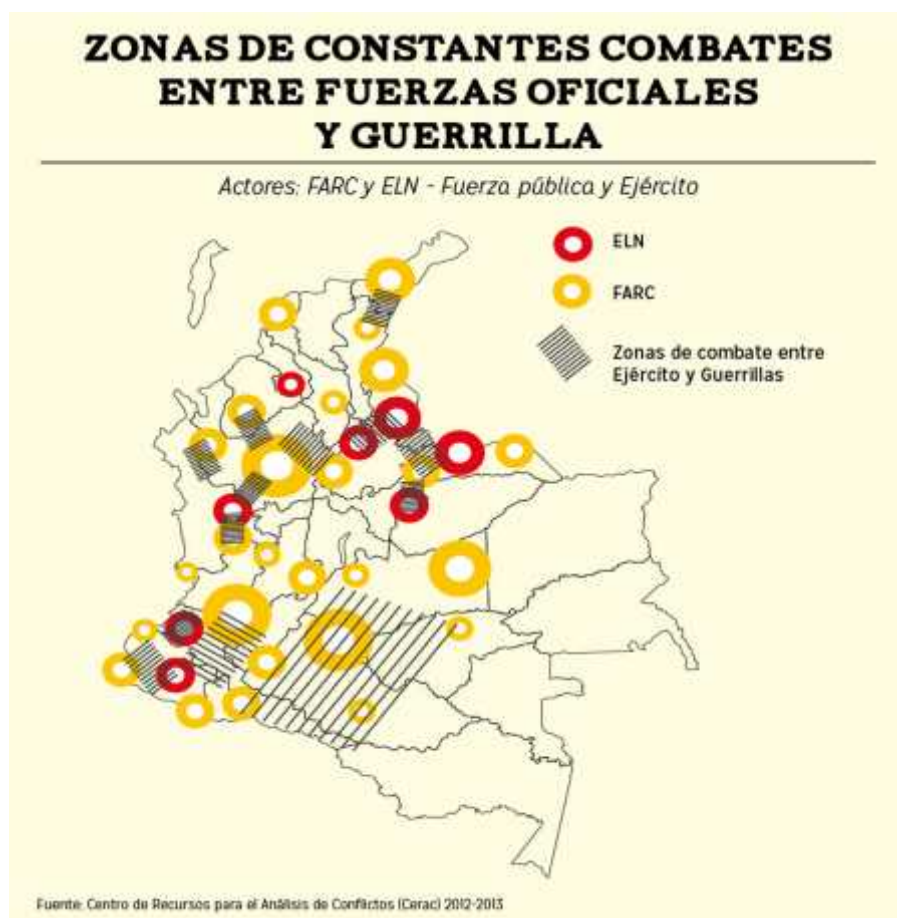 ZONAS DE CONSTANTES COMBATES
ENTRE FUERZAS OFICIALES
Y GUERRILLA
Actores: FARC y ELN - Fuerza pública y Ejército
ELN
FARC
Zonas de combate entre
Ejército y Guerrillas
Fuente: Centro de Recursos para el Análisis de Conflictos (Cerac) 2012-2013